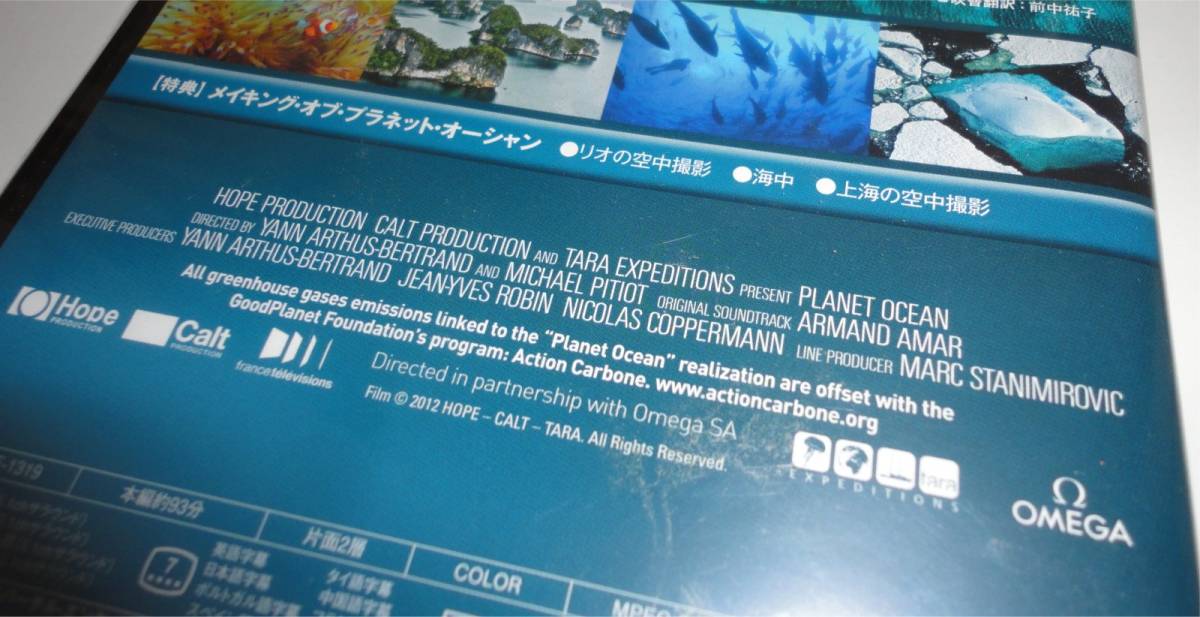 吹替翻訳：前中祐子
【特典】メイキング・オブ・プラネット・オーシャン ●リオの空中撮影 ●海中 ●上海の空中撮影
HOPE PRODUCTION CALT PRODUCTION AND TARA EXPEDITIONS PRESENT PLANET OCEAN
DIRECTED BY YANN ARTHUS-BERTRAND AND MICHAEL PITIOT ORIGINAL SOUNDTRACK ARMAND AMAR
EXECUTIVE PRODUCERS YANN ARTHUS-BERTRAND JEAN-YVES ROBIN NICOLAS COPPERMANN LINE PRODUCER MARC STANIMIROVIC
All greenhouse gases emissions linked to the "Planet Ocean" realization are offset with the
GoodPlanet Foundation's program: Action Carbone. www.actioncarbone.org
Directed in partnership with Omega SA
Film © 2012 HOPE – CALT – TARA. All Rights Reserved.
Hope
PRODUCTION
Calt
PRODUCTION
francetélévisions
tara
EXPEDITIONS
Ω
OMEGA
-1319
本編約93分
片面2層
COLOR
MPEG
7
英語字幕
日本語字幕
ポルトガル語字幕
タイ語字幕
中国語字幕